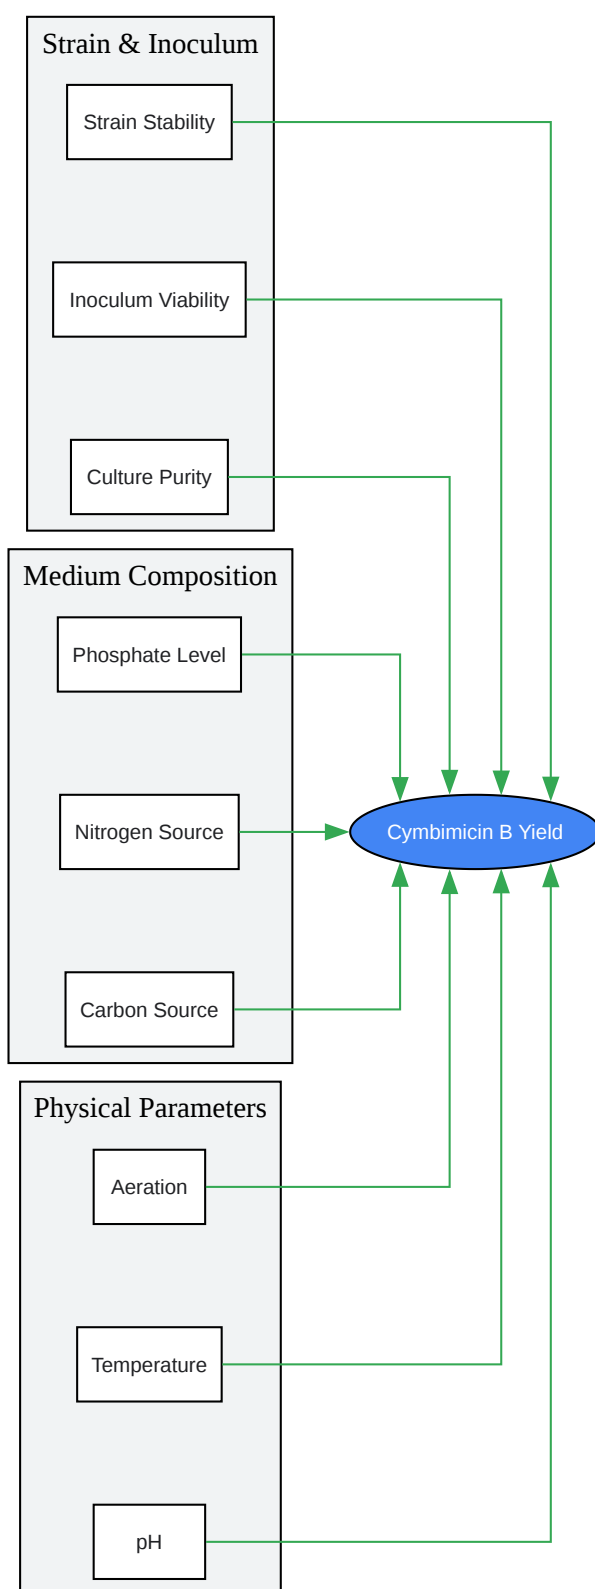 Strain & Inoculum
Strain Stability
Inoculum Viability
Culture Purity
Medium Composition
Phosphate Level
Nitrogen Source
Cymbimicin B Yield
Carbon Source
Physical Parameters
Aeration
Temperature
pH